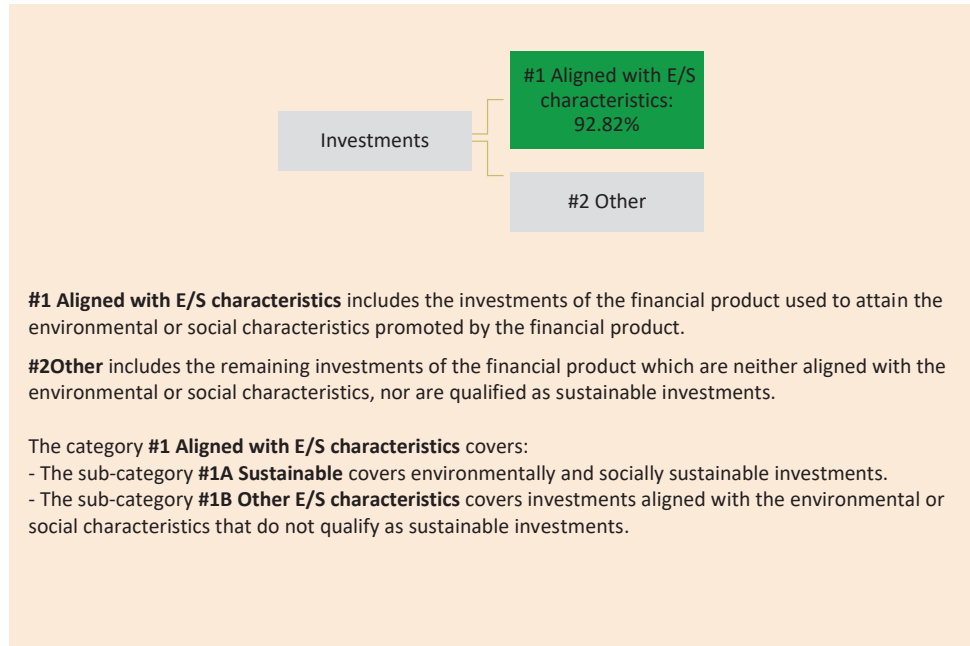 #1 Aligned with E/S
characteristics:
92.82%
Investments
#2 Other
#1 Aligned with E/S characteristics includes the investments of the financial product used to attain the
environmental or social characteristics promoted by the financial product.
#2Other includes the remaining investments of the financial product which are neither aligned with the
environmental or social characteristics, nor are qualified as sustainable investments.
The category #1 Aligned with E/S characteristics covers:
- The sub-category #1A Sustainable covers environmentally and socially sustainable investments.
- The sub-category #1B Other E/S characteristics covers investments aligned with the environmental or
social characteristics that do not qualify as sustainable investments.